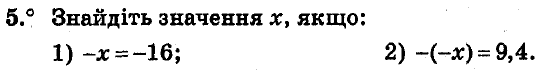 5.° Знайдіть значення x, якщо:
1) –x = –16; 2) –(–x) = 9,4.